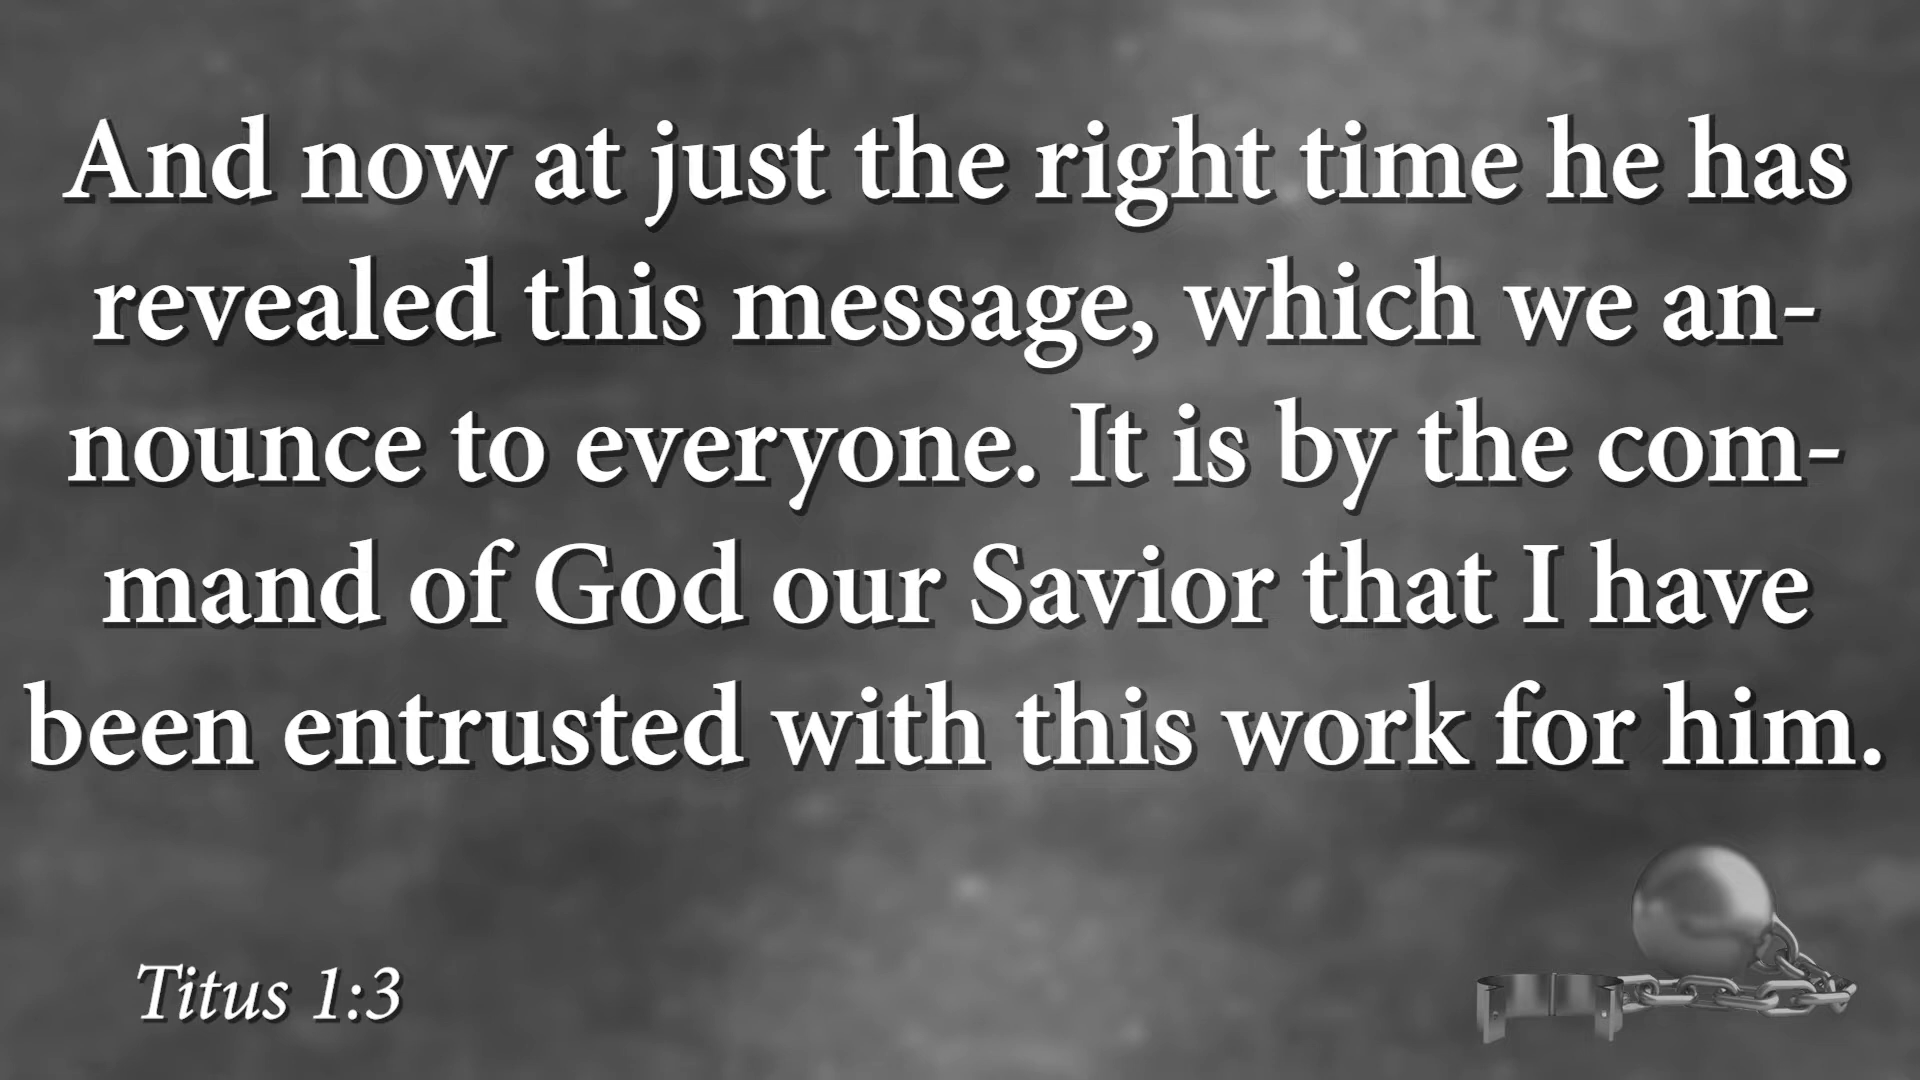 And now at just the right time he has
revealed this message, which we an-
nounce to everyone. It is by the com-
mand of God our Savior that I have
been entrusted with this work for him.
Titus 1:3